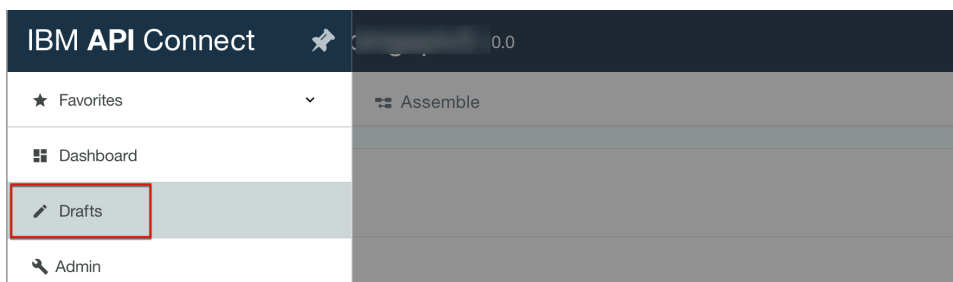 IBM API Connect
0.0
Favorites
Assemble
Dashboard
Drafts
Admin